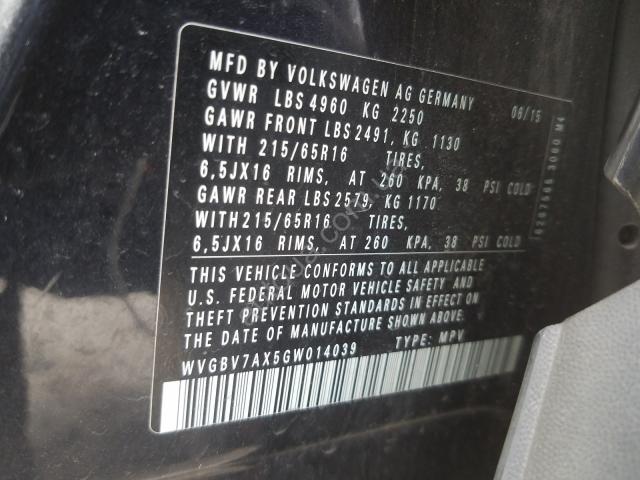 MFD BY VOLKSWAGEN AG GERMANY 06/15
GVWR LBS 4960 KG 2250
GAWR FRONT LBS 2491, KG 1130
WITH 215/65R16 TIRES,
6,5JX16 RIMS, AT 260 KPA, 38 PSI COLD
GAWR REAR LBS 2579, KG 1170
WITH 215/65R16 TIRES,
6,5JX16 RIMS, AT 260 KPA, 38 PSI COLD
THIS VEHICLE CONFORMS TO ALL APPLICABLE
U.S. FEDERAL MOTOR VEHICLE SAFETY AND
THEFT PREVENTION STANDARDS IN EFFECT ON
THE DATE OF MANUFACTURE SHOWN ABOVE.
WVGBV7AX5GW014039 TYPE: MPV
3060 M4